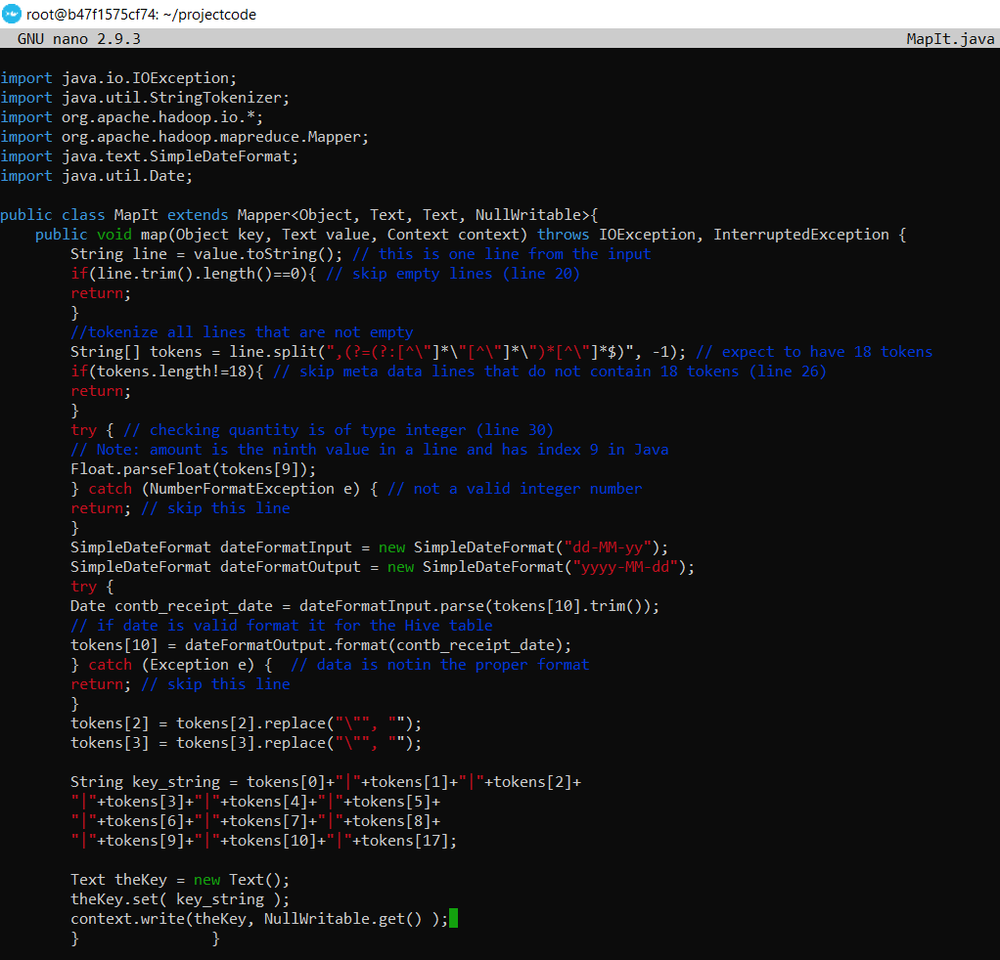 root@b47f1575cf74: ~/projectcode
GNU nano 2.9.3 MapIt.java
import java.io.IOException;
import java.util.StringTokenizer;
import org.apache.hadoop.io.*;
import org.apache.hadoop.mapreduce.Mapper;
import java.text.SimpleDateFormat;
import java.util.Date;
public class MapIt extends Mapper<Object, Text, Text, NullWritable>{
public void map(Object key, Text value, Context context) throws IOException, InterruptedException {
String line = value.toString(); // this is one line from the input
if(line.trim().length()==0){ // skip empty lines (line 20)
return;
}
//tokenize all lines that are not empty
String[] tokens = line.split(",(?=(?:[^\"]*\"[^\"]*\")*[^\"]*$)", -1); // expect to have 18 tokens
if(tokens.length!=18){ // skip meta data lines that do not contain 18 tokens (line 26)
return;
}
try { // checking quantity is of type integer (line 30)
// Note: amount is the ninth value in a line and has index 9 in Java
Float.parseFloat(tokens[9]);
} catch (NumberFormatException e) { // not a valid integer number
return; // skip this line
}
SimpleDateFormat dateFormatInput = new SimpleDateFormat("dd-MM-yy");
SimpleDateFormat dateFormatOutput = new SimpleDateFormat("yyyy-MM-dd");
try {
Date contb_receipt_date = dateFormatInput.parse(tokens[10].trim());
// if date is valid format it for the Hive table
tokens[10] = dateFormatOutput.format(contb_receipt_date);
} catch (Exception e) {  // data is notin the proper format
return; // skip this line
}
tokens[2] = tokens[2].replace("\"", "");
tokens[3] = tokens[3].replace("\"", "");
String key_string = tokens[0]+"|"+tokens[1]+"|"+tokens[2]+
"|"+tokens[3]+"|"+tokens[4]+"|"+tokens[5]+
"|"+tokens[6]+"|"+tokens[7]+"|"+tokens[8]+
"|"+tokens[9]+"|"+tokens[10]+"|"+tokens[17];
Text theKey = new Text();
theKey.set( key_string );
context.write(theKey, NullWritable.get() );
} }